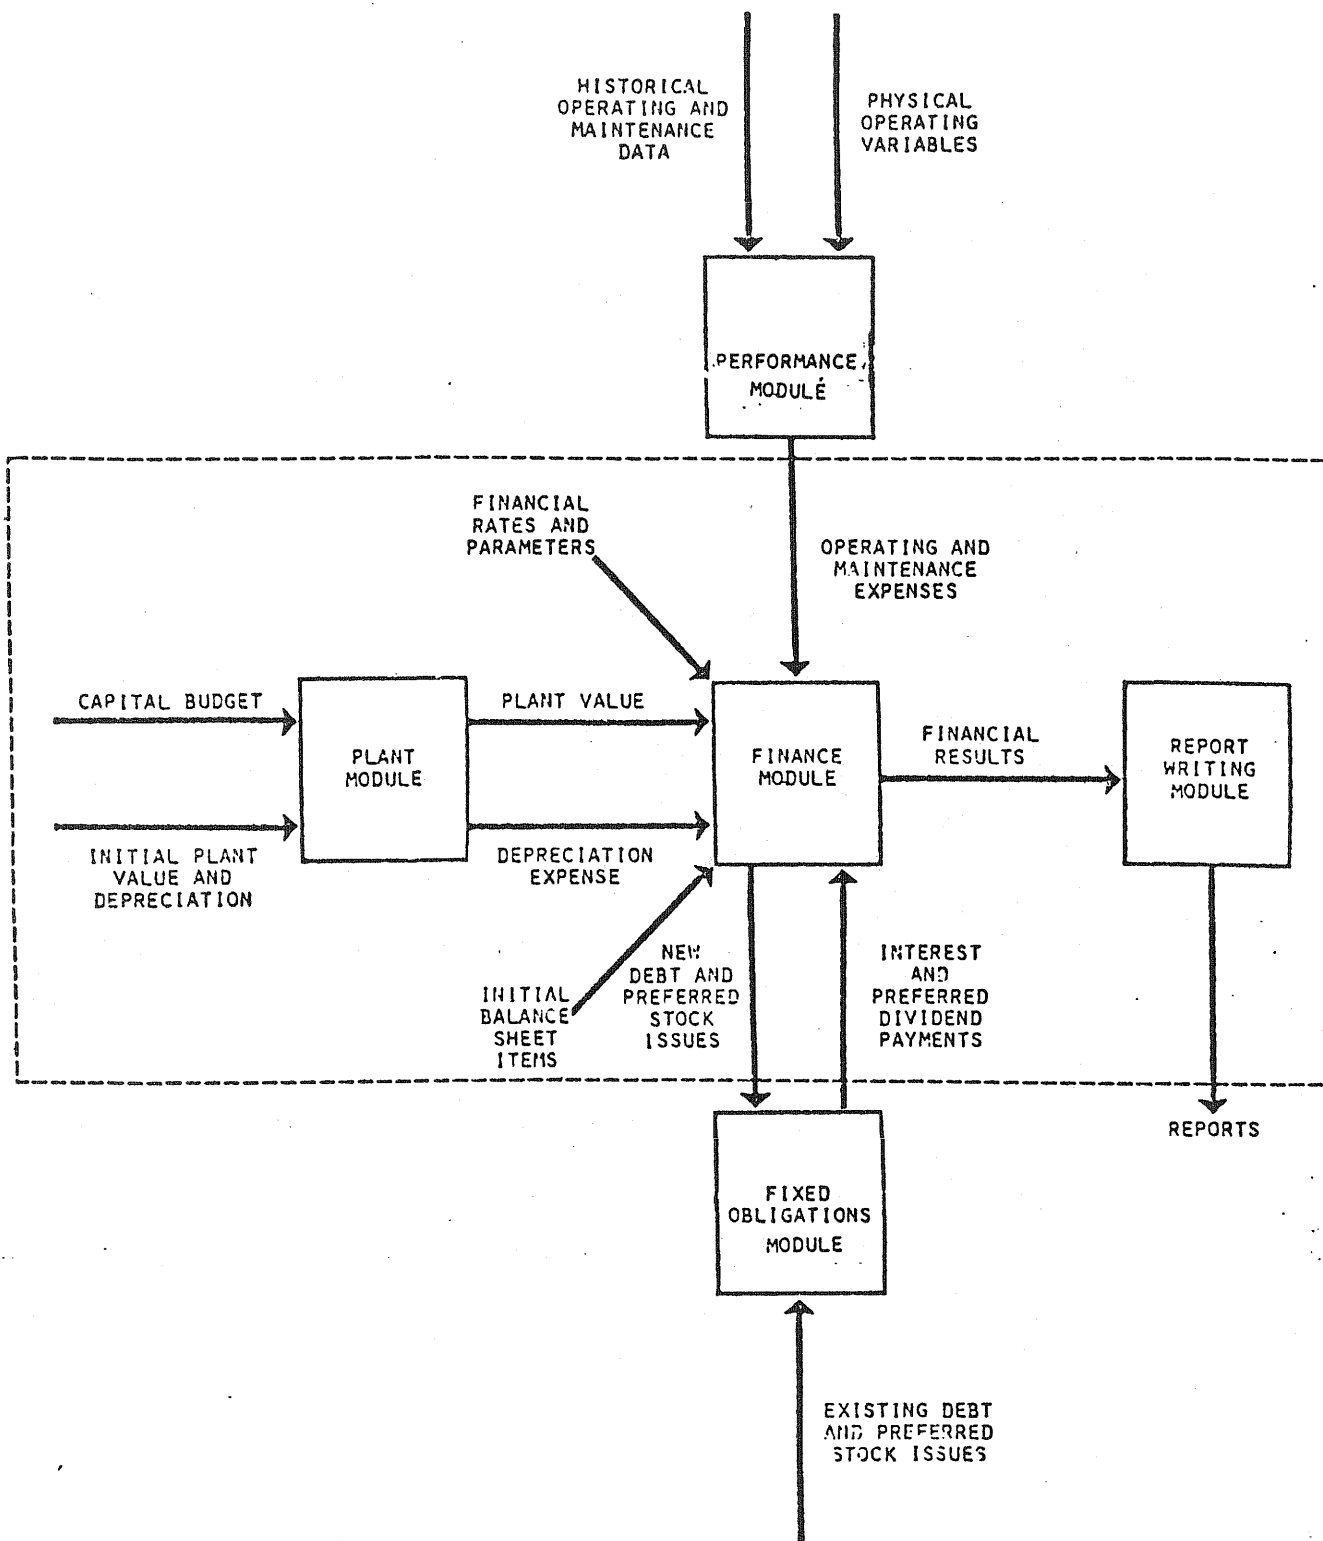 HISTORICAL
OPERATING AND
MAINTENANCE
DATA
PHYSICAL
OPERATING
VARIABLES
PERFORMANCE
MODULE
FINANCIAL
RATES AND
PARAMETERS
OPERATING AND
MAINTENANCE
EXPENSES
CAPITAL BUDGET
PLANT
MODULE
PLANT VALUE
FINANCE
MODULE
FINANCIAL
RESULTS
REPORT
WRITING
MODULE
INITIAL PLANT
VALUE AND
DEPRECIATION
DEPRECIATION
EXPENSE
INITIAL
BALANCE
SHEET
ITEMS
NEW
DEBT AND
PREFERRED
STOCK
ISSUES
INTEREST
AND
PREFERRED
DIVIDEND
PAYMENTS
REPORTS
FIXED
OBLIGATIONS
MODULE
EXISTING DEBT
AND PREFERRED
STOCK ISSUES